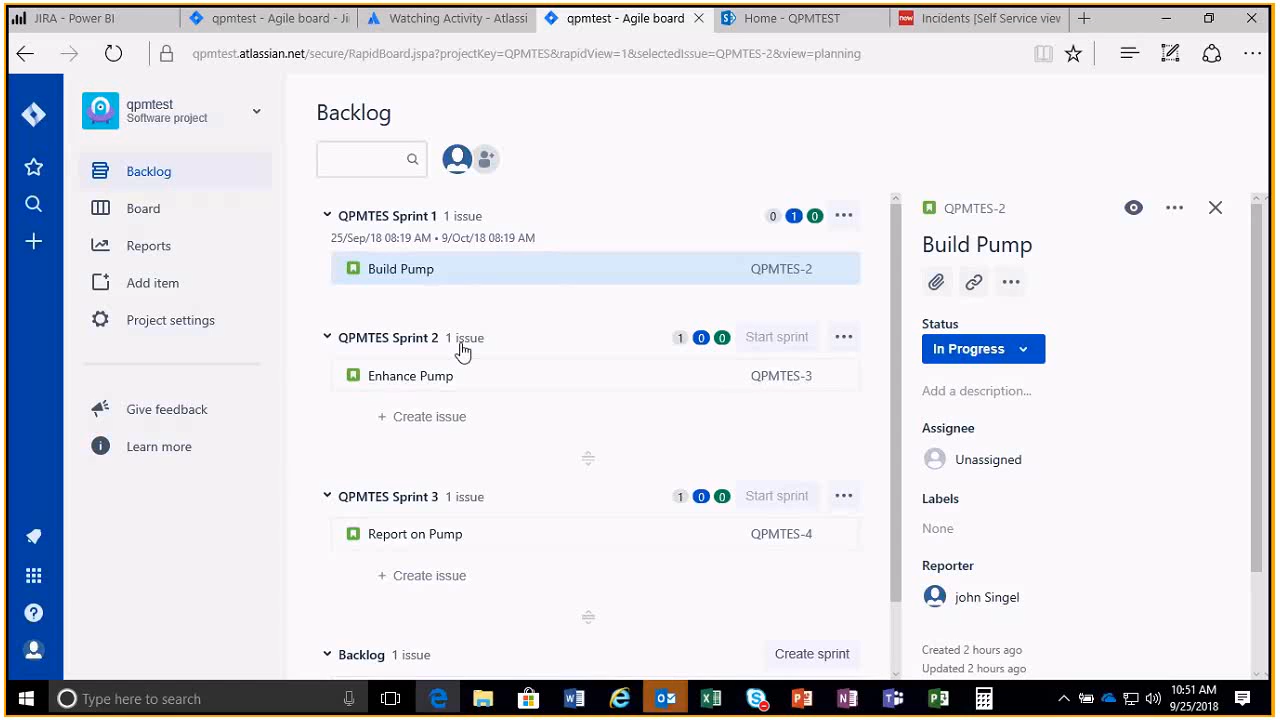 JIRA - Power BI
qpmtest - Agile board - Ji
Watching Activity - Atlassi
qpmtest - Agile board
Home - QPMTEST
now
Incidents [Self Service view
qpmtest.atlassian.net/secure/RapidBoard.jspa?projectKey=QPMTES&rapidView=1&selectedIssue=QPMTES-2&view=planning
qpmtest
Software project
Backlog
Board
Reports
Add item
Project settings
Give feedback
Learn more
Backlog
QPMTES Sprint 1 1 issue
0 1 0 ...
25/Sep/18 08:19 AM • 9/Oct/18 08:19 AM
Build Pump QPMTES-2
QPMTES Sprint 2 1 issue
1 0 0 Start sprint ...
Enhance Pump QPMTES-3
+ Create issue
QPMTES Sprint 3 1 issue
1 0 0 Start sprint ...
Report on Pump QPMTES-4
+ Create issue
Backlog 1 issue
Create sprint
QPMTES-2
Build Pump
Status
In Progress
Add a description...
Assignee
Unassigned
Labels
None
Reporter
john Singel
Created 2 hours ago
Updated 2 hours ago
Type here to search
10:51 AM
9/25/2018